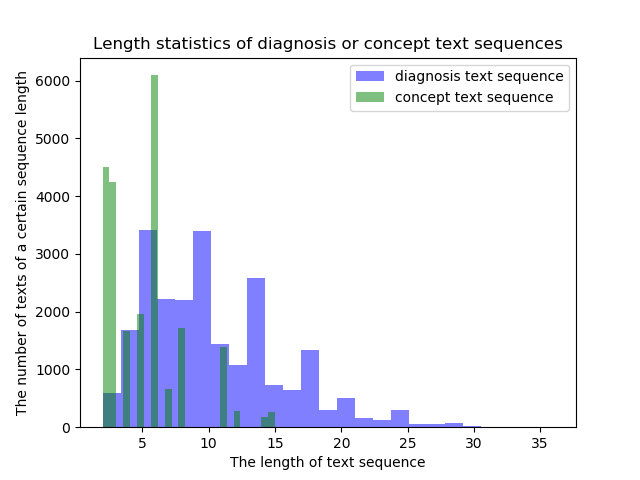 Length statistics of diagnosis or concept text sequences
diagnosis text sequence
concept text sequence
The number of texts of a certain sequence length
6000
5000
4000
3000
2000
1000
0
5 10 15 20 25 30 35
The length of text sequence